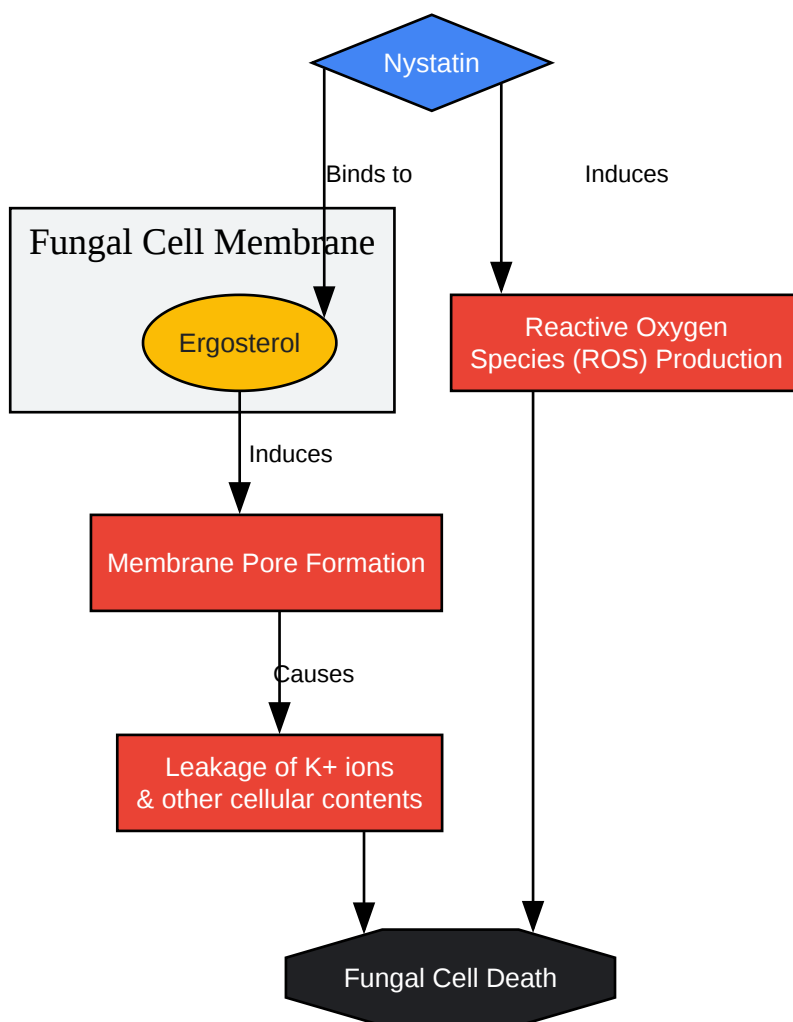 Nystatin
Binds to
Induces
Fungal Cell Membrane
Ergosterol
Reactive Oxygen
Species (ROS) Production
Induces
Membrane Pore Formation
Causes
Leakage of K+ ions
& other cellular contents
Fungal Cell Death